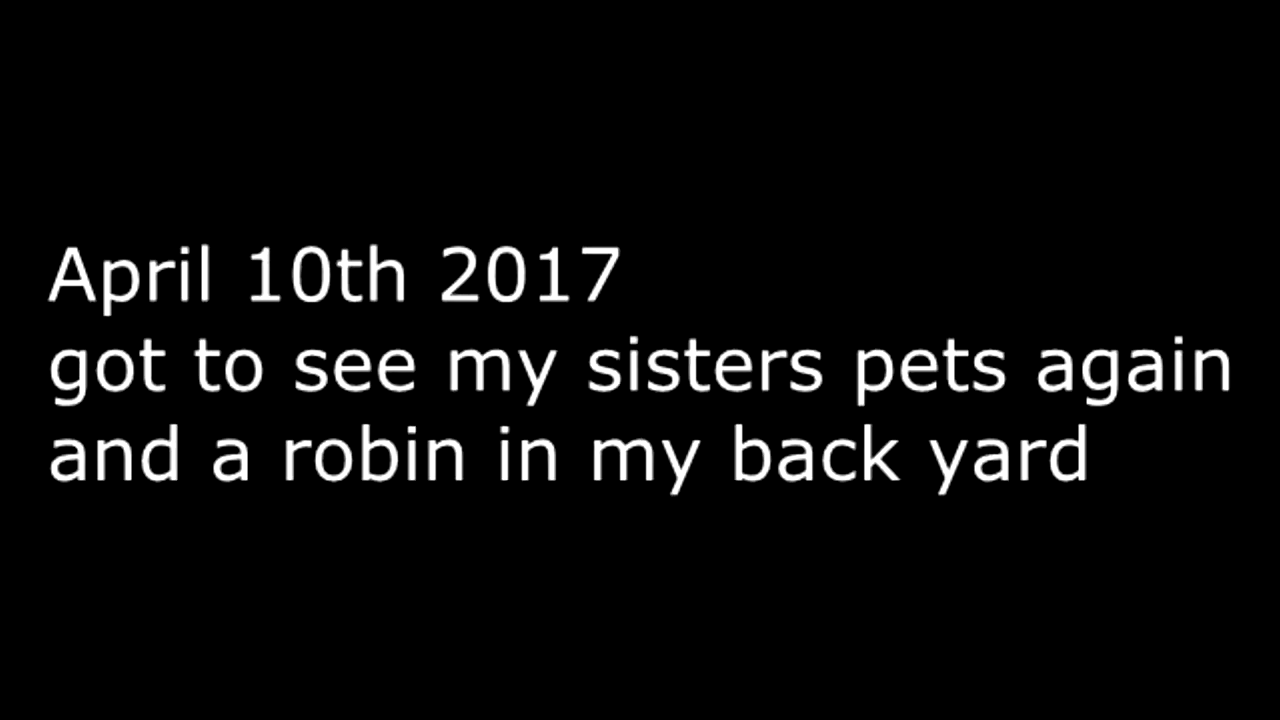 April 10th 2017
got to see my sisters pets again
and a robin in my back yard